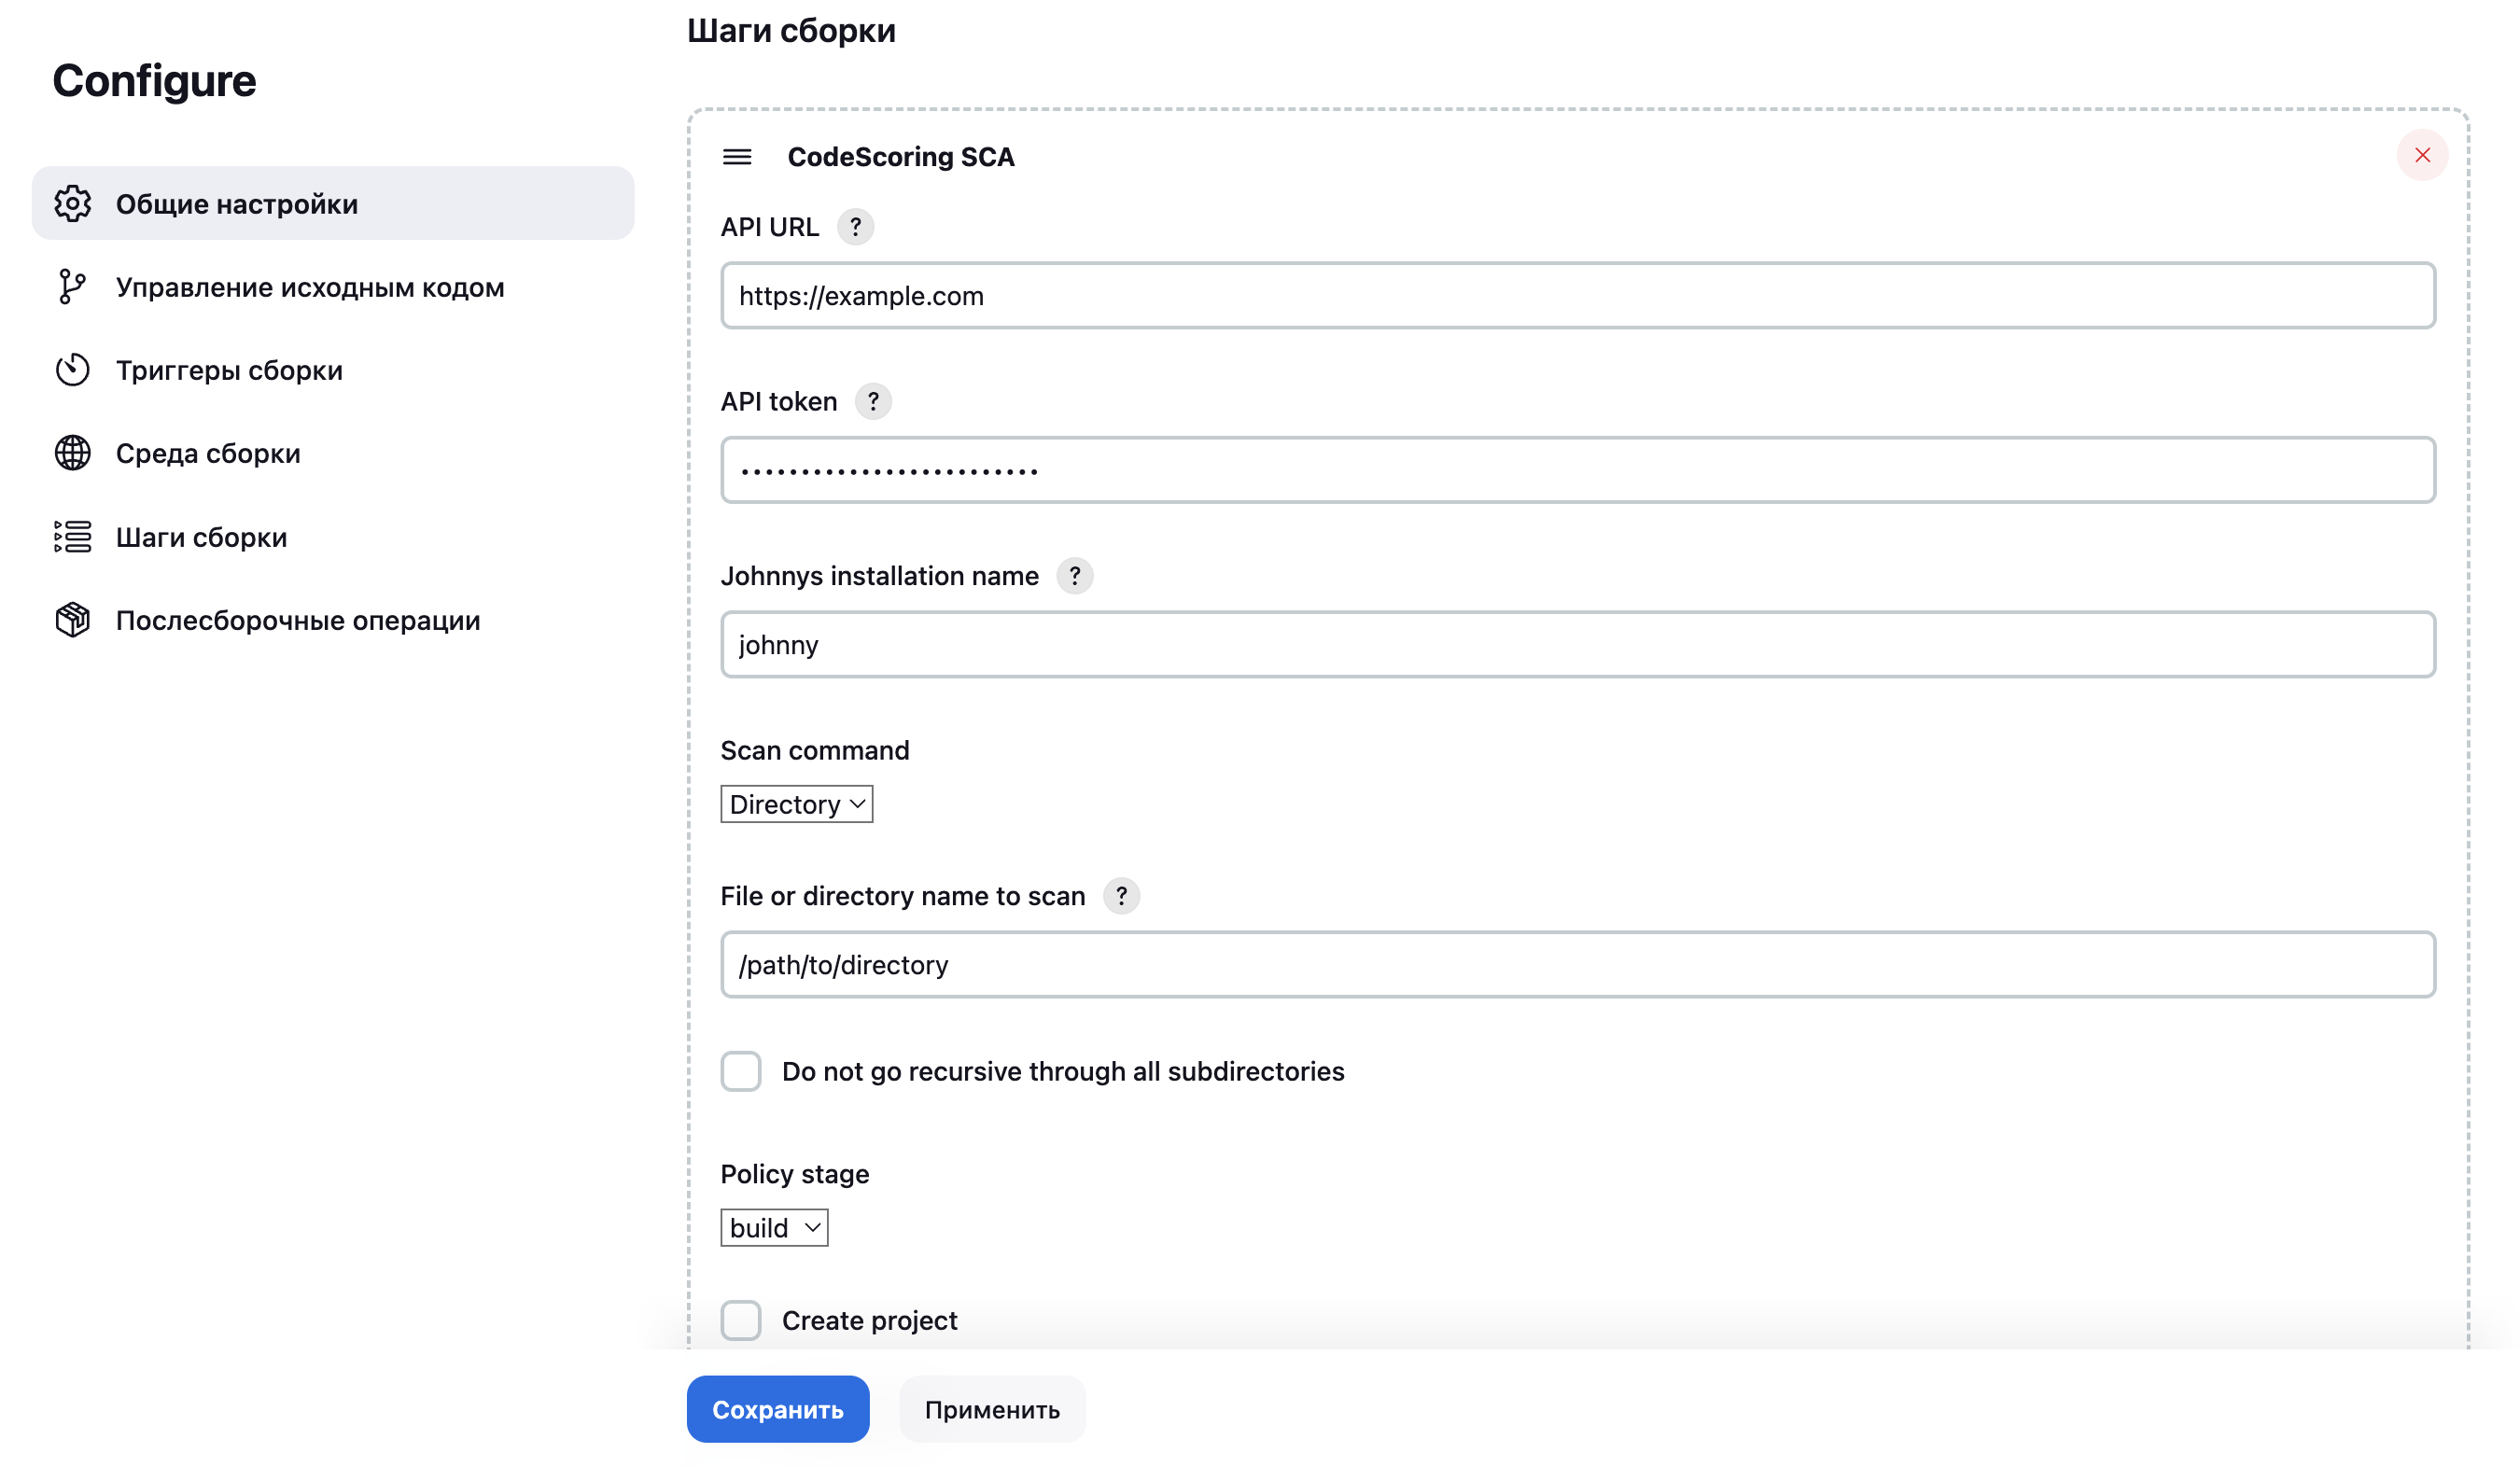 Configure
Общие настройки
Управление исходным кодом
Триггеры сборки
Среда сборки
Шаги сборки
Послесборочные операции
Шаги сборки
CodeScoring SCA
API URL ?
https://example.com
API token ?
•••••••••••••••••••••••••
Johnnys installation name ?
johnny
Scan command
Directory
File or directory name to scan ?
/path/to/directory
Do not go recursive through all subdirectories
Policy stage
build
Create project
Сохранить Применить